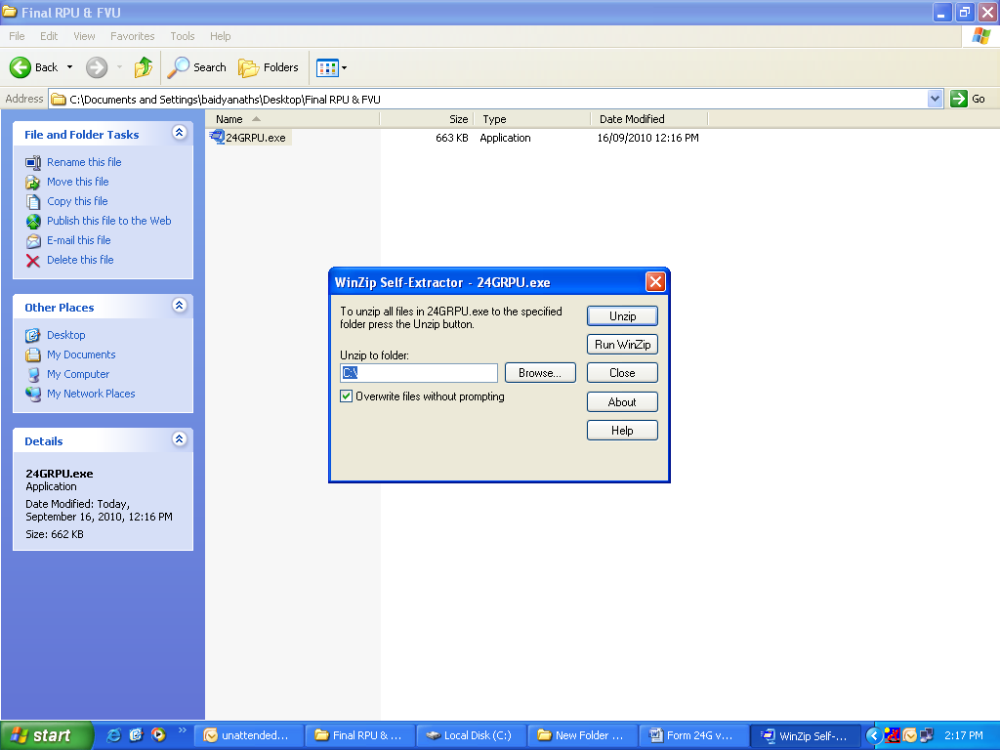 Final RPU & FVU
File Edit View Favorites Tools Help
Back Search Folders
Address C:\Documents and Settings\baidyanaths\Desktop\Final RPU & FVU Go
File and Folder Tasks
Rename this file
Move this file
Copy this file
Publish this file to the Web
E-mail this file
Delete this file
Other Places
Desktop
My Documents
My Computer
My Network Places
Details
24GRPU.exe
Application
Date Modified: Today,
September 16, 2010, 12:16 PM
Size: 662 KB
Name Size Type Date Modified
24GRPU.exe 663 KB Application 16/09/2010 12:16 PM
WinZip Self-Extractor - 24GRPU.exe
To unzip all files in 24GRPU.exe to the specified
folder press the Unzip button.
Unzip to folder:
C:\
Browse...
Overwrite files without prompting
Unzip
Run WinZip
Close
About
Help
start unattended... Final RPU & ... Local Disk (C:) New Folder ... Form 24G v... WinZip Self-... 2:17 PM